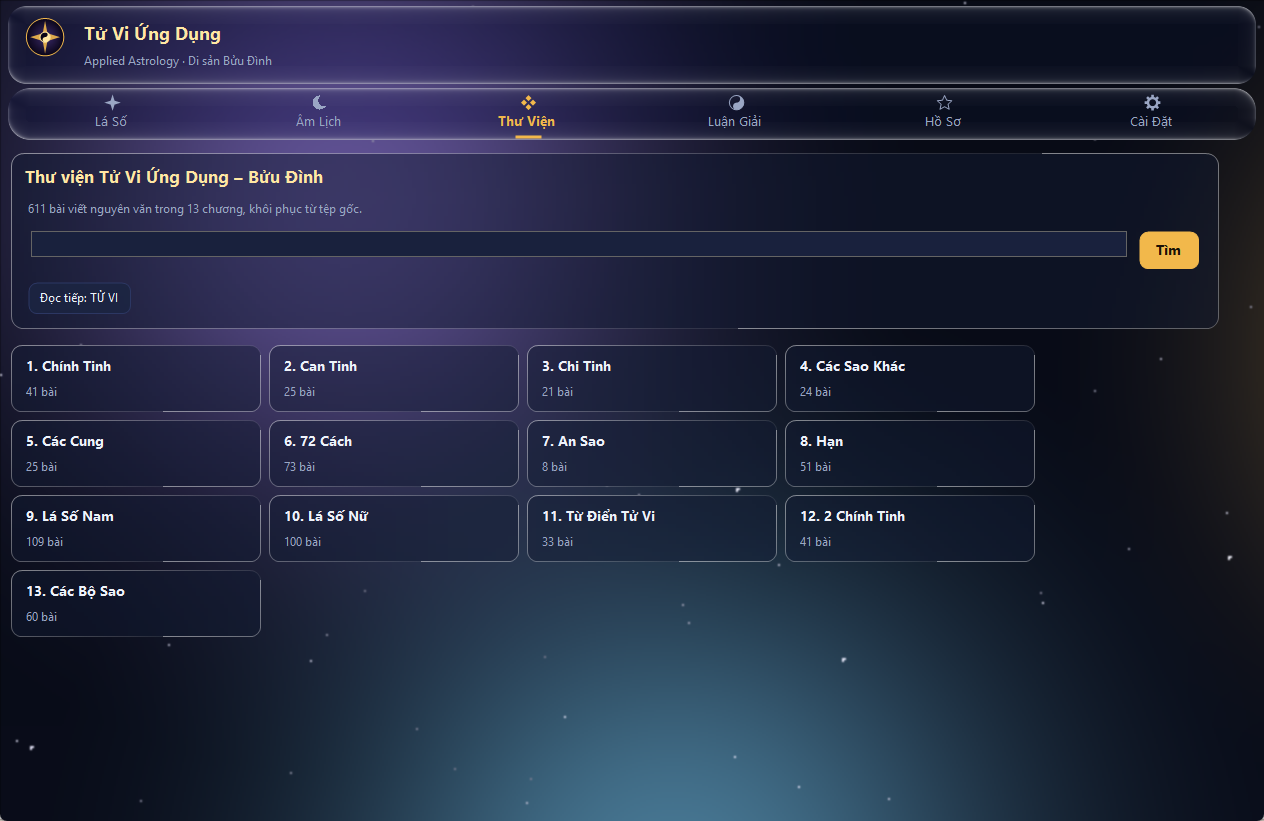 Tử Vi Ứng Dụng
Applied Astrology · Di sản Bửu Đình
Lá Số
Âm Lịch
Thư Viện
Luận Giải
Hồ Sơ
Cài Đặt
Thư viện Tử Vi Ứng Dụng – Bửu Đình
611 bài viết nguyên văn trong 13 chương, khôi phục từ tệp gốc.
Tìm
Đọc tiếp: TỬ VI
1. Chính Tinh
41 bài
2. Can Tinh
25 bài
3. Chi Tinh
21 bài
4. Các Sao Khác
24 bài
5. Các Cung
25 bài
6. 72 Cách
73 bài
7. An Sao
8 bài
8. Hạn
51 bài
9. Lá Số Nam
109 bài
10. Lá Số Nữ
100 bài
11. Từ Điển Tử Vi
33 bài
12. 2 Chính Tinh
41 bài
13. Các Bộ Sao
60 bài